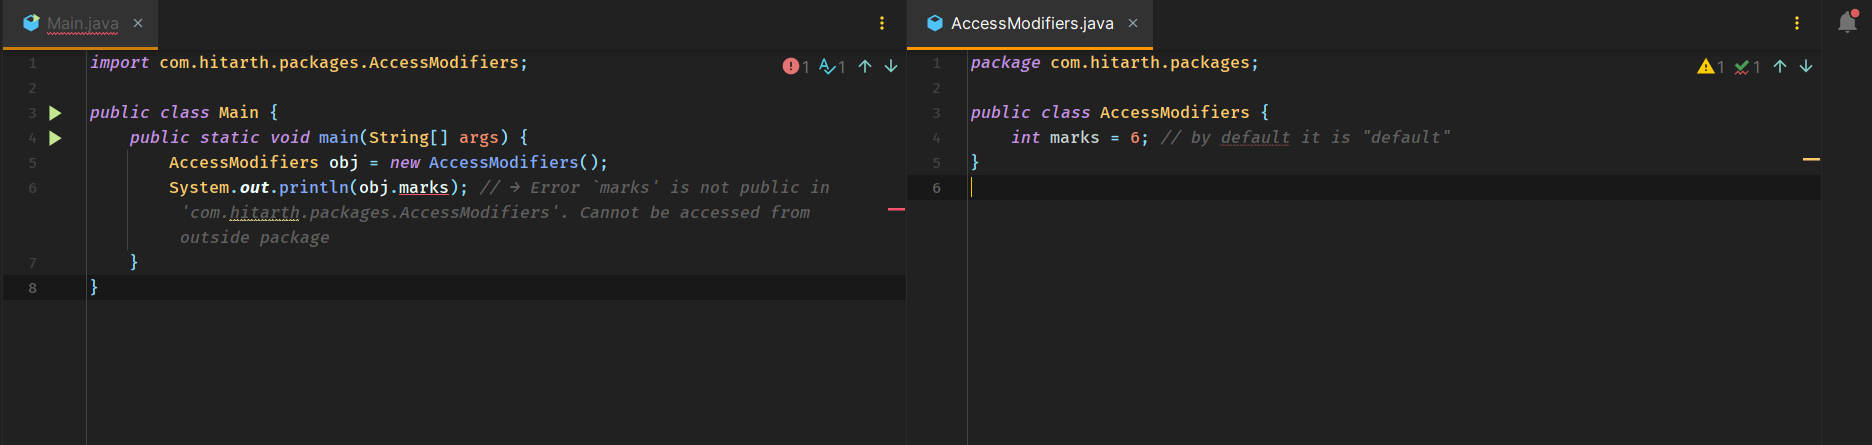 Main.java
1 import com.hitarth.packages.AccessModifiers;
1 1
2
3 public class Main {
4 public static void main(String[] args) {
5 AccessModifiers obj = new AccessModifiers();
6 System.out.println(obj.marks); // → Error `marks' is not public in
'com.hitarth.packages.AccessModifiers'. Cannot be accessed from
outside package
7 }
8 }
AccessModifiers.java
1 package com.hitarth.packages;
1 1
2
3 public class AccessModifiers {
4 int marks = 6; // by default it is "default"
5 }
6